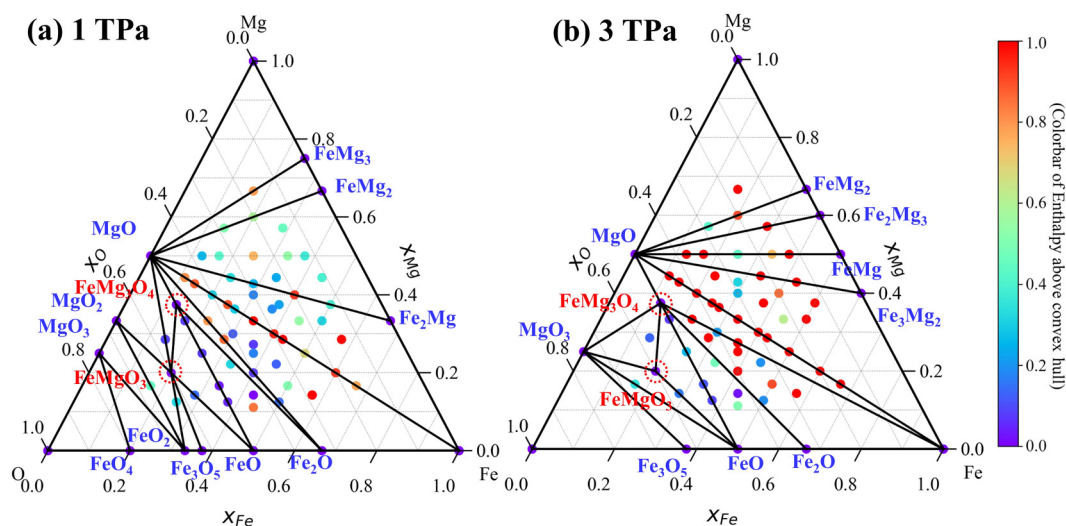 (a) 1 TPa
Mg
0.0
1.0
0.2
0.8
FeMg3
FeMg2
0.4
0.6
MgO
XO
XMg
0.6
FeMg3O4
MgO2
0.4
MgO3
Fe2Mg
0.8
FeMgO3
0.2
1.0
FeO2
0.0
O
FeO4
Fe3O5
FeO
Fe2O
Fe
0.0
0.2
0.4
0.6
0.8
1.0
XFe
(b) 3 TPa
Mg
0.0
1.0
0.2
0.8
0.4
FeMg2
0.6
Fe2Mg3
MgO
XO
XMg
FeMg
0.6
FeMg3O4
0.4
Fe3Mg2
MgO3
0.8
FeMgO3
0.2
1.0
0.0
Fe3O5
FeO
Fe2O
Fe
0.0
0.2
0.4
0.6
0.8
1.0
XFe
1.0
0.8
0.6
0.4
0.2
0.0
(Colorbar of Enthalpy above convex hull)